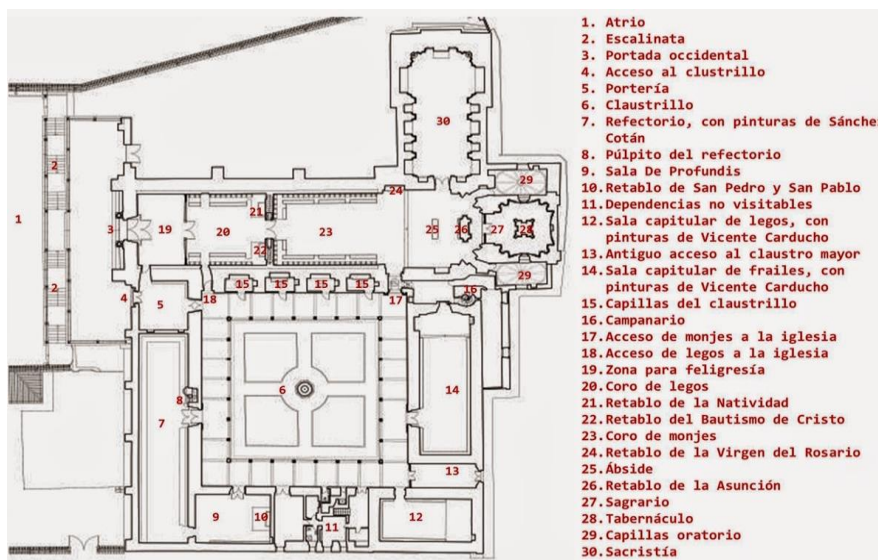 1. Atrio
2. Escalinata
3. Portada occidental
4. Acceso al clustrillo
5. Portería
6. Claustrillo
7. Refectorio, con pinturas de Sánche
Cotán
8. Púlpito del refectorio
9. Sala De Profundis
10.Retablo de San Pedro y San Pablo
11.Dependencias no visitables
12.Sala capitular de legos, con
pinturas de Vicente Carducho
13.Antiguo acceso al claustro mayor
14.Sala capitular de frailes, con
pinturas de Vicente Carducho
15.Capillas del claustrillo
16.Campanario
17.Acceso de monjes a la iglesia
18.Acceso de legos a la iglesia
19.Zona para feligresía
20.Coro de legos
21.Retablo de la Natividad
22.Retablo del Bautismo de Cristo
23.Coro de monjes
24.Retablo de la Virgen del Rosario
25.Ábside
26.Retablo de la Asunción
27.Sagrario
28.Tabernáculo
29.Capillas oratorio
30.Sacristía
30
2
29
24
21
1
3
19
20
23
25
26
27
28
22
29
2
4
5
18
15
15
15
15
17
16
6
8
7
14
13
9
10
11
12